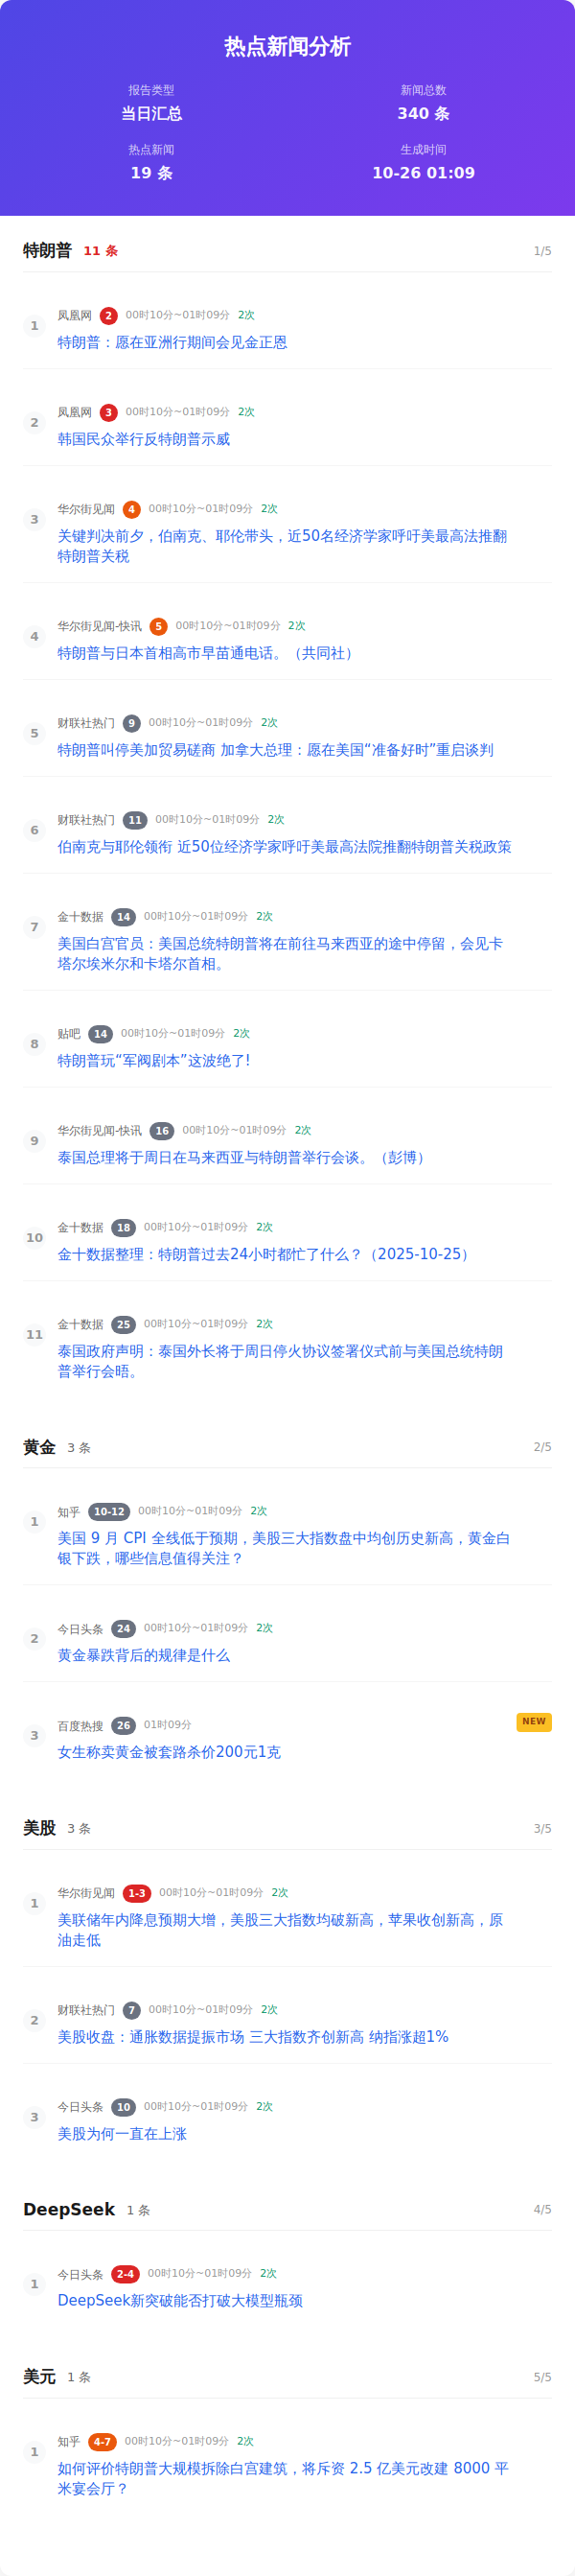 热点新闻分析
报告类型
当日汇总
新闻总数
340 条
热点新闻
19 条
生成时间
10-26 01:09
特朗普 11 条 1/5
1
凤凰网 2 00时10分~01时09分 2次
特朗普：愿在亚洲行期间会见金正恩
2
凤凰网 3 00时10分~01时09分 2次
韩国民众举行反特朗普示威
3
华尔街见闻 4 00时10分~01时09分 2次
关键判决前夕，伯南克、耶伦带头，近50名经济学家呼吁美最高法推翻
特朗普关税
4
华尔街见闻-快讯 5 00时10分~01时09分 2次
特朗普与日本首相高市早苗通电话。（共同社）
5
财联社热门 9 00时10分~01时09分 2次
特朗普叫停美加贸易磋商 加拿大总理：愿在美国“准备好时”重启谈判
6
财联社热门 11 00时10分~01时09分 2次
伯南克与耶伦领衔 近50位经济学家呼吁美最高法院推翻特朗普关税政策
7
金十数据 14 00时10分~01时09分 2次
美国白宫官员：美国总统特朗普将在前往马来西亚的途中停留，会见卡
塔尔埃米尔和卡塔尔首相。
8
贴吧 14 00时10分~01时09分 2次
特朗普玩“军阀剧本”这波绝了!
9
华尔街见闻-快讯 16 00时10分~01时09分 2次
泰国总理将于周日在马来西亚与特朗普举行会谈。（彭博）
10
金十数据 18 00时10分~01时09分 2次
金十数据整理：特朗普过去24小时都忙了什么？（2025-10-25）
11
金十数据 25 00时10分~01时09分 2次
泰国政府声明：泰国外长将于周日停火协议签署仪式前与美国总统特朗
普举行会晤。
黄金 3 条 2/5
1
知乎 10-12 00时10分~01时09分 2次
美国 9 月 CPI 全线低于预期，美股三大指数盘中均创历史新高，黄金白
银下跌，哪些信息值得关注？
2
今日头条 24 00时10分~01时09分 2次
黄金暴跌背后的规律是什么
3
百度热搜 26 01时09分 NEW
女生称卖黄金被套路杀价200元1克
美股 3 条 3/5
1
华尔街见闻 1-3 00时10分~01时09分 2次
美联储年内降息预期大增，美股三大指数均破新高，苹果收创新高，原
油走低
2
财联社热门 7 00时10分~01时09分 2次
美股收盘：通胀数据提振市场 三大指数齐创新高 纳指涨超1%
3
今日头条 10 00时10分~01时09分 2次
美股为何一直在上涨
DeepSeek 1 条 4/5
1
今日头条 2-4 00时10分~01时09分 2次
DeepSeek新突破能否打破大模型瓶颈
美元 1 条 5/5
1
知乎 4-7 00时10分~01时09分 2次
如何评价特朗普大规模拆除白宫建筑，将斥资 2.5 亿美元改建 8000 平
米宴会厅？